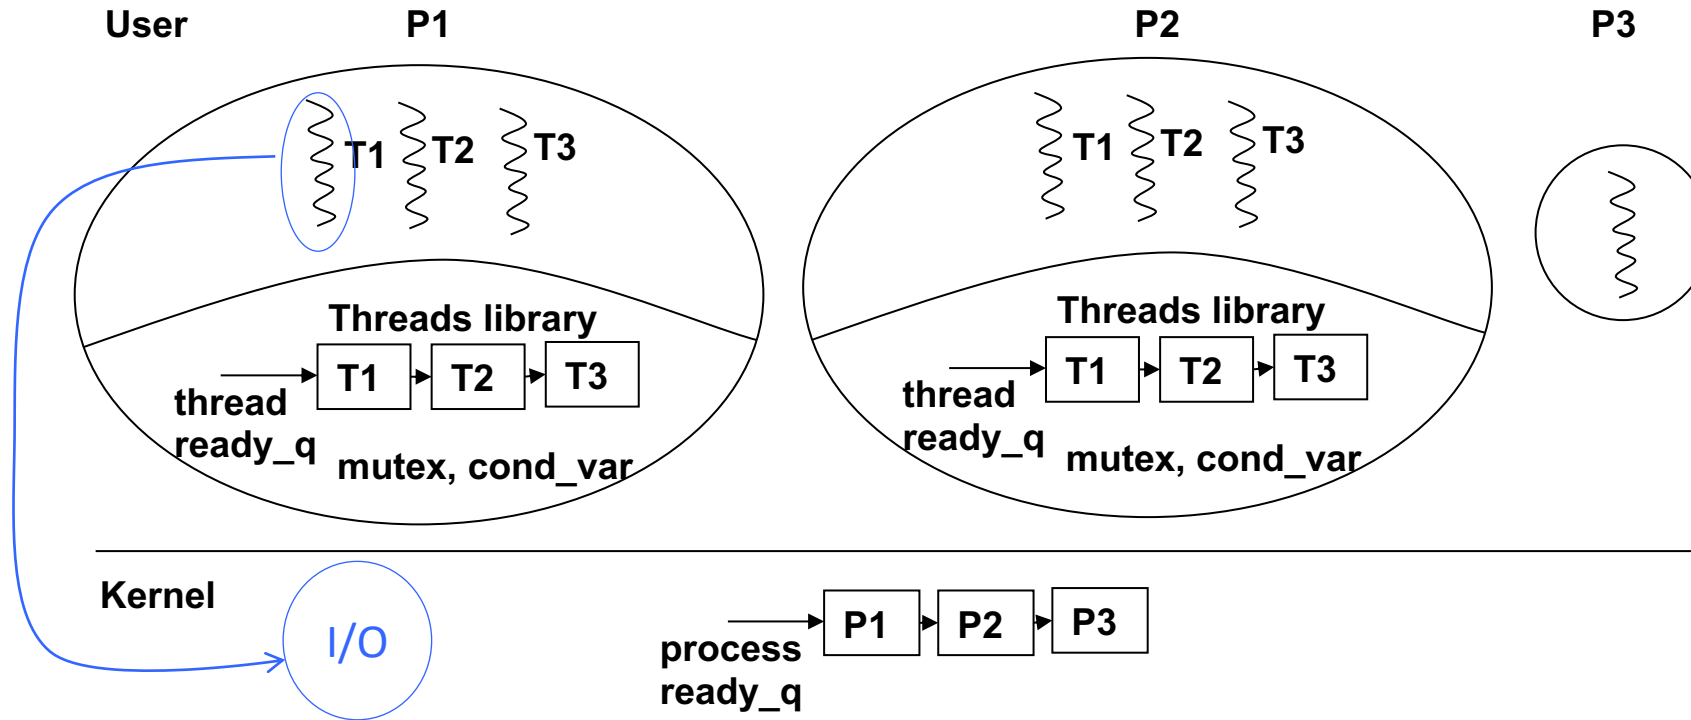 User P1 P2 P3
T1 T2 T3 T1 T2 T3
Threads library Threads library
T1 T2 T3 T1 T2 T3
thread thread
ready_q ready_q
mutex, cond_var mutex, cond_var
Kernel
I/O
P1 P2 P3
process
ready_q